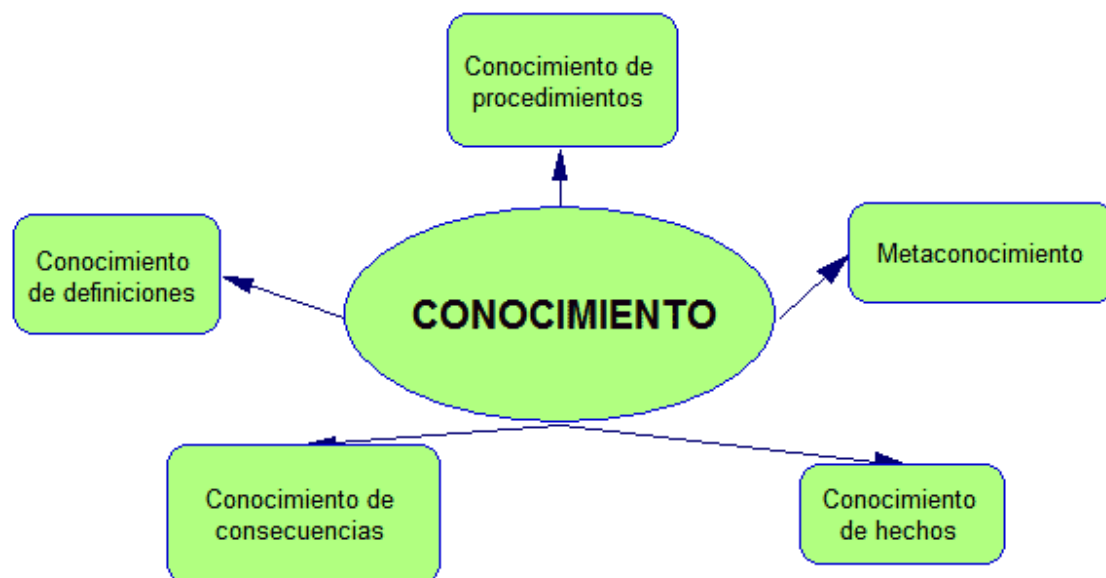 Conocimiento de
procedimientos
Conocimiento
de definiciones
CONOCIMIENTO
Metaconocimiento
Conocimiento de
consecuencias
Conocimiento
de hechos